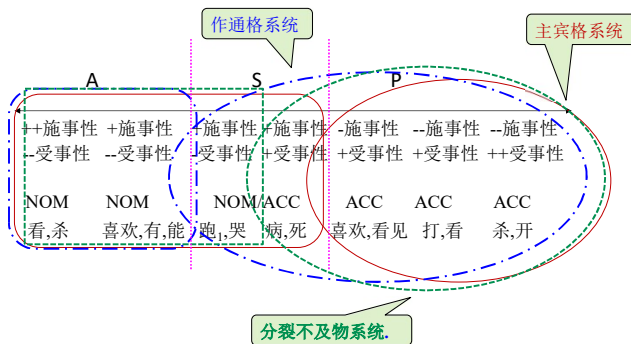 作通格系统
主宾格系统
A S P
++施事性 +施事性 +施事性 +施事性 -施事性 --施事性 --施事性
--受事性 --受事性 -受事性 +受事性 +受事性 +受事性 ++受事性
NOM NOM NOM/ACC ACC ACC ACC
看,杀 喜欢,有,能 跑₁,哭 病,死 喜欢,看见 打,看 杀,开
分裂不及物系统.